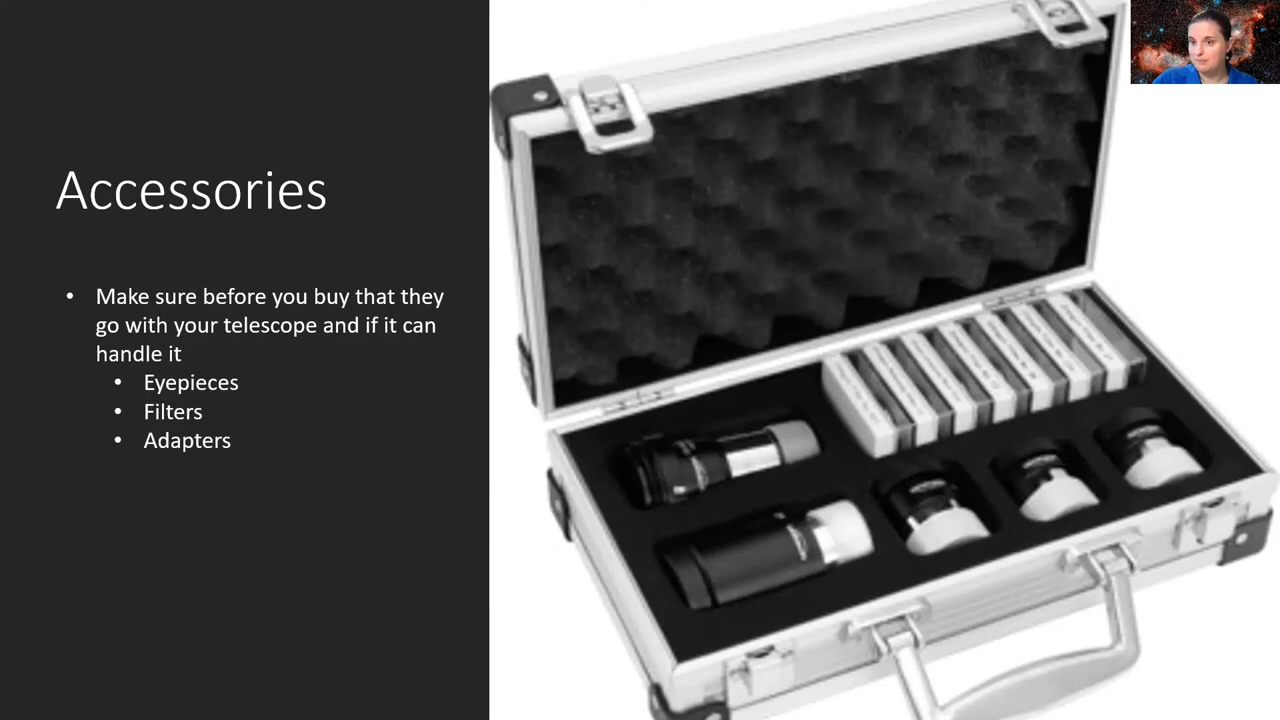 Accessories
• Make sure before you buy that they
go with your telescope and if it can
handle it
• Eyepieces
• Filters
• Adapters